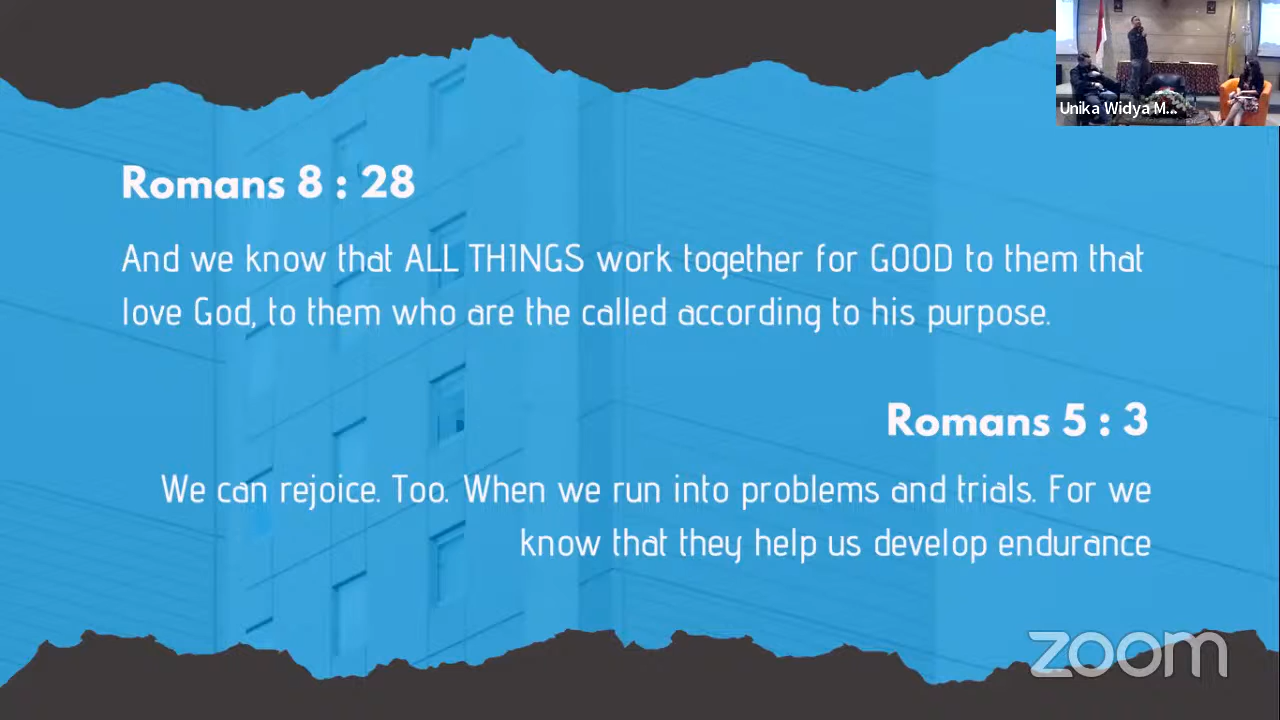 Unika Widya M...
Romans 8 : 28
And we know that ALL THINGS work together for GOOD to them that
love God, to them who are the called according to his purpose.
Romans 5 : 3
We can rejoice. Too. When we run into problems and trials. For we
know that they help us develop endurance
zoom